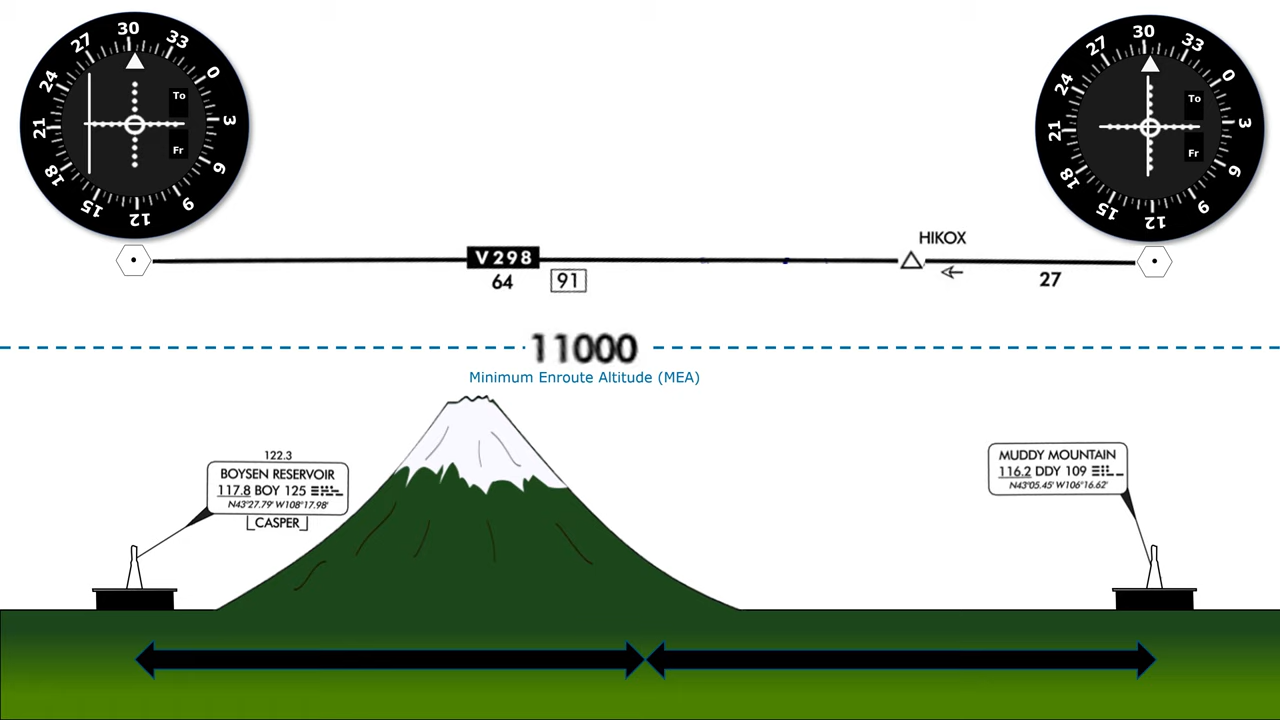 30 33 0 3 6 9 12 15 18 21 24 27
To
Fr
30 33 0 3 6 9 12 15 18 21 24 27
To
Fr
HIKOX
V 298
64 91
27
11000
Minimum Enroute Altitude (MEA)
122.3
BOYSEN RESERVOIR
117.8 BOY 125
N43°27.79' W108°17.98'
CASPER
MUDDY MOUNTAIN
116.2 DDY 109
N43°05.45' W106°16.62'